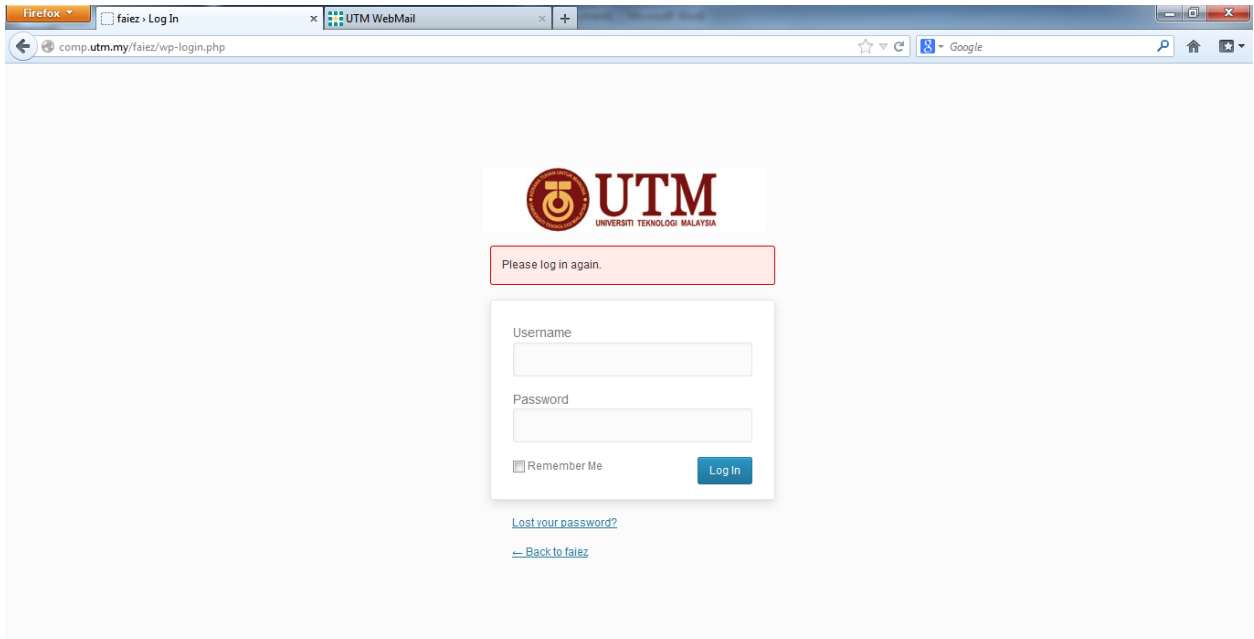 Firefox
faiez › Log In
UTM WebMail
comp.utm.my/faiez/wp-login.php
Google
UTM
UNIVERSITI TEKNOLOGI MALAYSIA
Please log in again.
Username
Password
Remember Me
Log In
Lost your password?
← Back to faiez